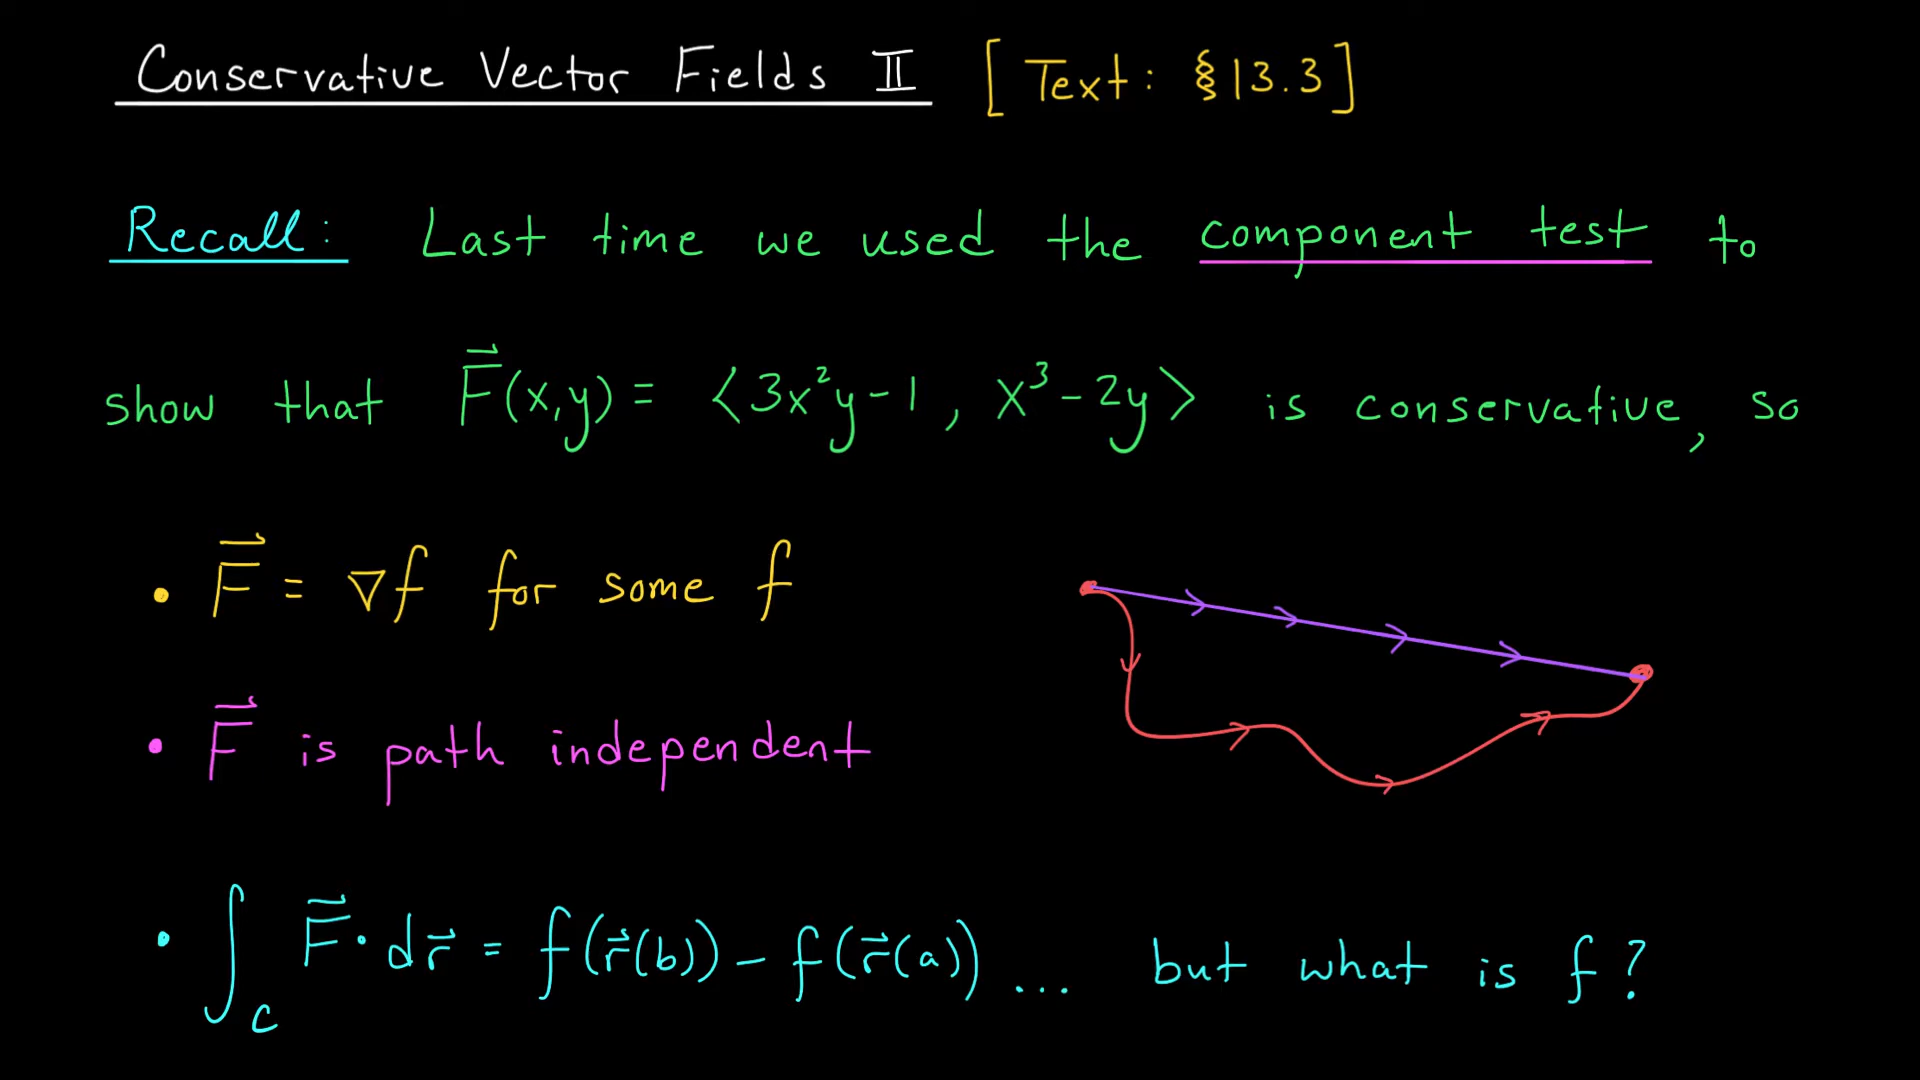 Conservative Vector Fields II [Text: §13.3]
Recall: Last time we used the component test to
show that F⃗(x,y) = ⟨3x²y-1, x³-2y⟩ is conservative, so
• F⃗ = ∇f for some f
• F⃗ is path independent
• ∫_C F⃗·dr⃗ = f(r⃗(b)) - f(r⃗(a)) ... but what is f?